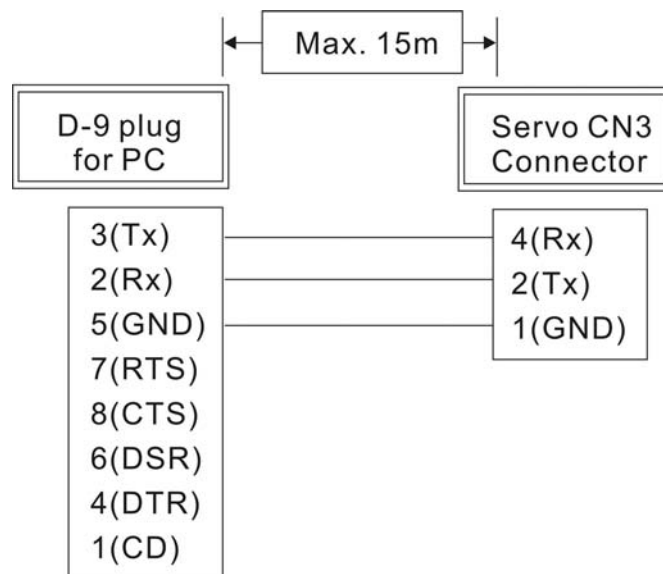 Max. 15m
D-9 plug
for PC
Servo CN3
Connector
3(Tx)
2(Rx)
5(GND)
7(RTS)
8(CTS)
6(DSR)
4(DTR)
1(CD)
4(Rx)
2(Tx)
1(GND)